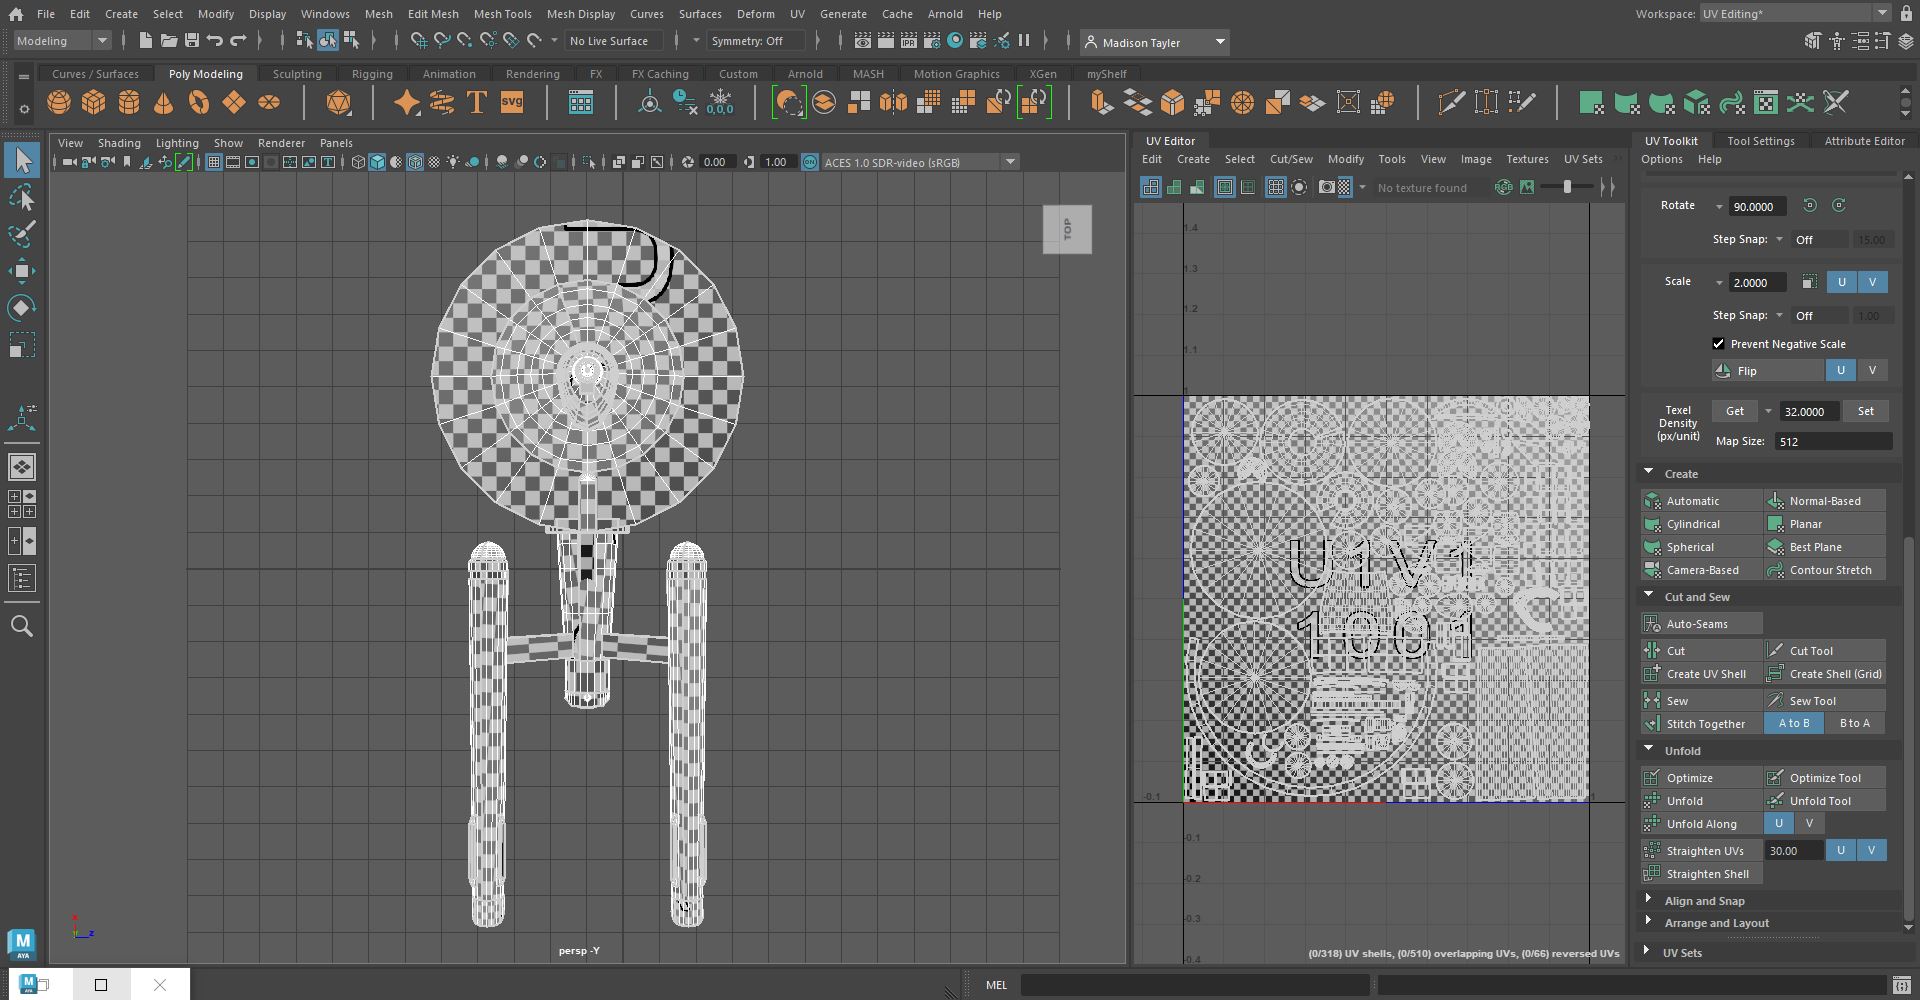 File Edit Create Select Modify Display Windows Mesh Edit Mesh Mesh Tools Mesh Display Curves Surfaces Deform UV Generate Cache Arnold Help
Workspace: UV Editing*
Modeling
No Live Surface
Symmetry: Off
Madison Tayler
Curves / Surfaces Poly Modeling Sculpting Rigging Animation Rendering FX FX Caching Custom Arnold MASH Motion Graphics XGen myShelf
T svg
0,0,0
View Shading Lighting Show Renderer Panels
0.00 1.00 ON ACES 1.0 SDR-video (sRGB)
TOP
persp -Y
x
z
UV Editor
Edit Create Select Cut/Sew Modify Tools View Image Textures UV Sets
No texture found
RGB
1.4
1.3
1.2
1.1
1
U1V1
1001
-0.1
1
-0.1
-0.2
-0.3
-0.4
(0/318) UV shells, (0/510) overlapping UVs, (0/66) reversed UVs
UV Toolkit Tool Settings Attribute Editor
Options Help
Rotate 90.0000
Step Snap: Off 15.00
Scale 2.0000 U V
Step Snap: Off 1.00
Prevent Negative Scale
Flip U V
Texel
Density
(px/unit)
Get 32.0000 Set
Map Size: 512
Create
Automatic Normal-Based
Cylindrical Planar
Spherical Best Plane
Camera-Based Contour Stretch
Cut and Sew
Auto-Seams
Cut Cut Tool
Create UV Shell Create Shell (Grid)
Sew Sew Tool
Stitch Together A to B B to A
Unfold
Optimize Optimize Tool
Unfold Unfold Tool
Unfold Along U V
Straighten UVs 30.00 U V
Straighten Shell
Align and Snap
Arrange and Layout
UV Sets
M
AYA
MEL